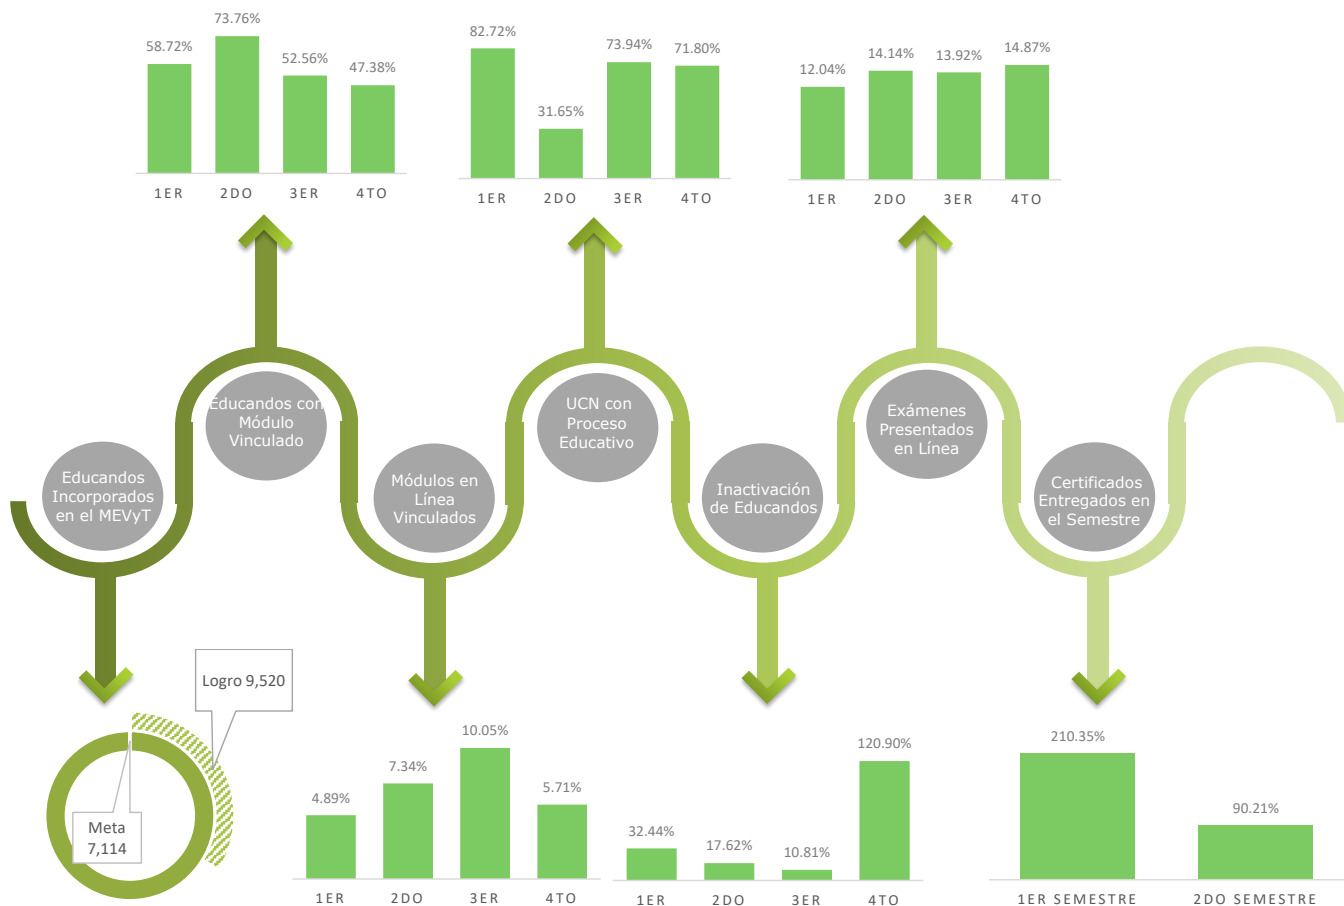 58.72%
73.76%
52.56%
47.38%
1ER
2DO
3ER
4TO
82.72%
31.65%
73.94%
71.80%
1ER
2DO
3ER
4TO
12.04%
14.14%
13.92%
14.87%
1ER
2DO
3ER
4TO
Educandos
Incorporados
en el MEVyT
Educandos con
Módulo
Vinculado
Módulos en
Línea
Vinculados
UCN con
Proceso
Educativo
Inactivación
de Educandos
Exámenes
Presentados
en Línea
Certificados
Entregados en
el Semestre
Logro 9,520
Meta
7,114
4.89%
7.34%
10.05%
5.71%
1ER
2DO
3ER
4TO
32.44%
17.62%
10.81%
120.90%
1ER
2DO
3ER
4TO
210.35%
90.21%
1ER SEMESTRE
2DO SEMESTRE